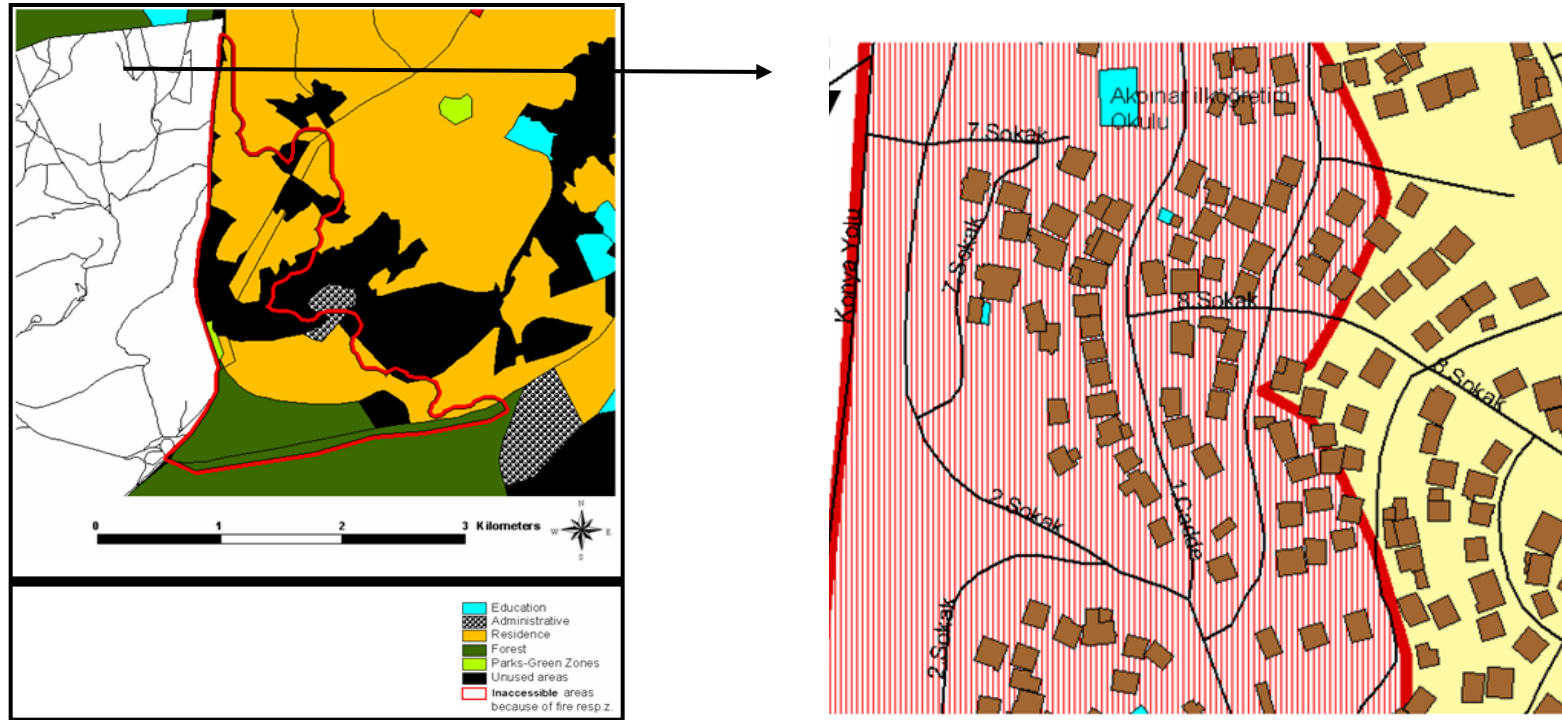 N
W
E
S
0 1 2 3 Kilometers
Education
Administrative
Residence
Forest
Parks-Green Zones
Unused areas
Inaccessible areas
because of fire resp.z.
Akpınar ilköğretim
Okulu
7.Sokak
7.Sokak
Konya Yolu
8.Sokak
8.Sokak
2.Sokak
1.Cadde
2.Sokak